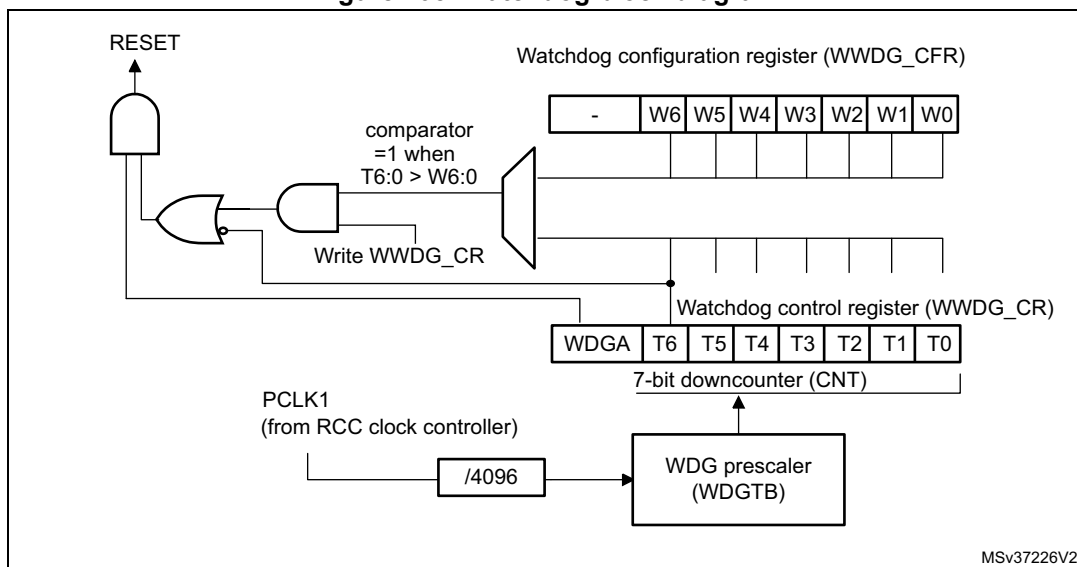 RESET
Watchdog configuration register (WWDG_CFR)
- W6 W5 W4 W3 W2 W1 W0
comparator
=1 when
T6:0 > W6:0
Write WWDG_CR
Watchdog control register (WWDG_CR)
WDGA T6 T5 T4 T3 T2 T1 T0
7-bit downcounter (CNT)
PCLK1
(from RCC clock controller)
/4096
WDG prescaler
(WDGTB)
MSv37226V2